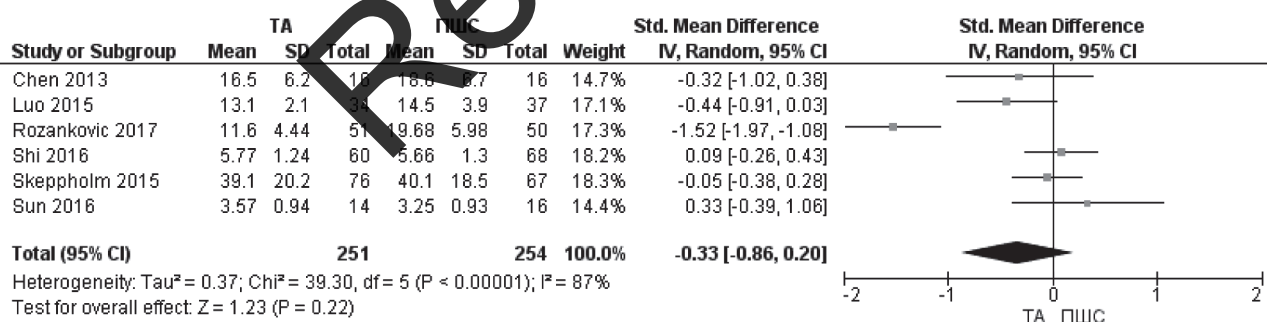 ТА ПШС Std. Mean Difference Std. Mean Difference
Study or Subgroup Mean SD Total Mean SD Total Weight IV, Random, 95% CI IV, Random, 95% CI
Chen 2013 16.5 6.2 16 18.6 6.7 16 14.7% -0.32 [-1.02, 0.38]
Luo 2015 13.1 2.1 34 14.5 3.9 37 17.1% -0.44 [-0.91, 0.03]
Rozankovic 2017 11.6 4.44 51 19.68 5.98 50 17.3% -1.52 [-1.97, -1.08]
Shi 2016 5.77 1.24 60 5.66 1.3 68 18.2% 0.09 [-0.26, 0.43]
Skeppholm 2015 39.1 20.2 76 40.1 18.5 67 18.3% -0.05 [-0.38, 0.28]
Sun 2016 3.57 0.94 14 3.25 0.93 16 14.4% 0.33 [-0.39, 1.06]
Total (95% CI) 251 254 100.0% -0.33 [-0.86, 0.20]
Heterogeneity: Tau² = 0.37; Chi² = 39.30, df = 5 (P < 0.00001); I² = 87%
Test for overall effect: Z = 1.23 (P = 0.22)
-2 -1 0 1 2
ТА ПШС